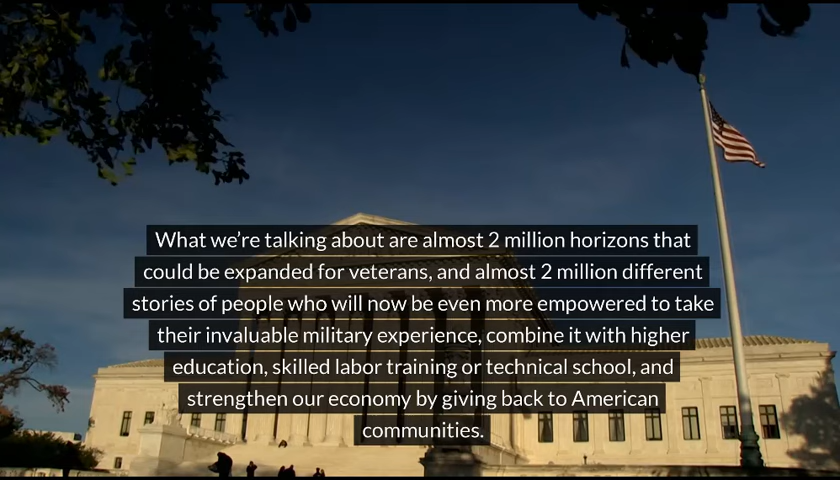 What we’re talking about are almost 2 million horizons that
could be expanded for veterans, and almost 2 million different
stories of people who will now be even more empowered to take
their invaluable military experience, combine it with higher
education, skilled labor training or technical school, and
strengthen our economy by giving back to American
communities.